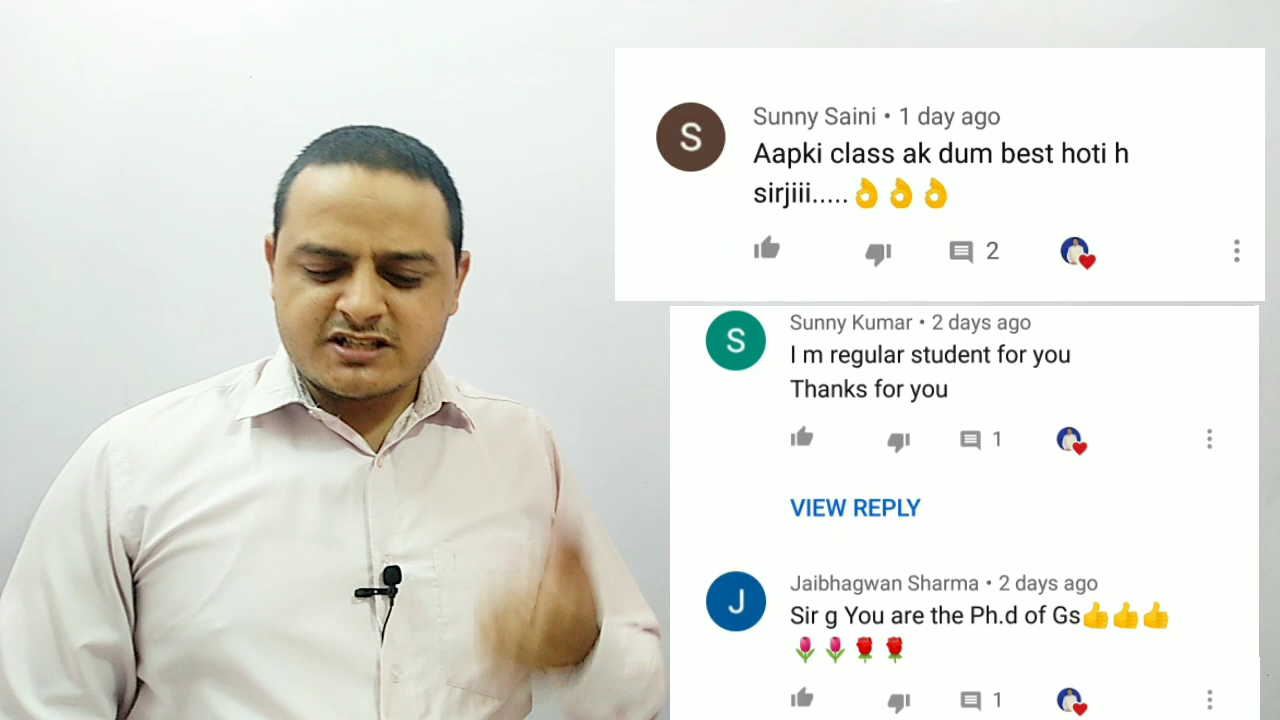 Sunny Saini • 1 day ago
Aapki class ak dum best hoti h
sirjiii.....👌👌👌
2
Sunny Kumar • 2 days ago
I m regular student for you
Thanks for you
1
VIEW REPLY
Jaibhagwan Sharma • 2 days ago
Sir g You are the Ph.d of Gs👍👍👍
🌷🌷🌹🌹
1
S
S
J